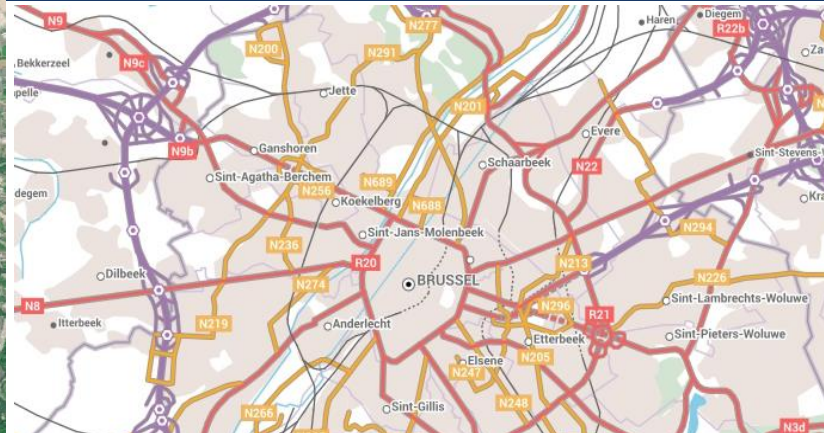 N9
N277
Haren
Diegem
R22b
N200
N291
N9c
Bekkerzeel
Jette
N201
Evere
Ganshoren
N9b
Schaarbeek
N22
Sint-Stevens-W
Sint-Agatha-Berchem
N689
N256
Koekelberg
N688
degem
Kra
Sint-Jans-Molenbeek
N294
N236
R20
N213
Dilbeek
BRUSSEL
N226
N274
N8
N296
Sint-Lambrechts-Woluwe
Itterbeek
N219
Anderlecht
R21
Etterbeek
Sint-Pieters-Woluwe
Elsene
N205
N247
N248
N266
Sint-Gillis
N3d